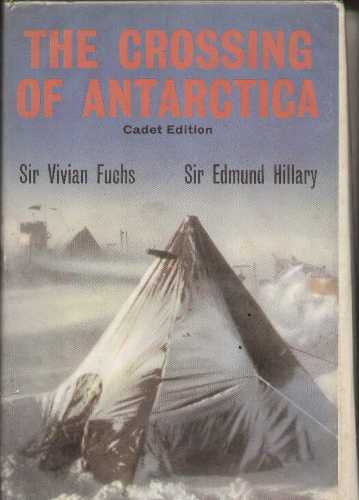 THE CROSSING
OF ANTARCTICA
Cadet Edition
Sir Vivian Fuchs Sir Edmund Hillary